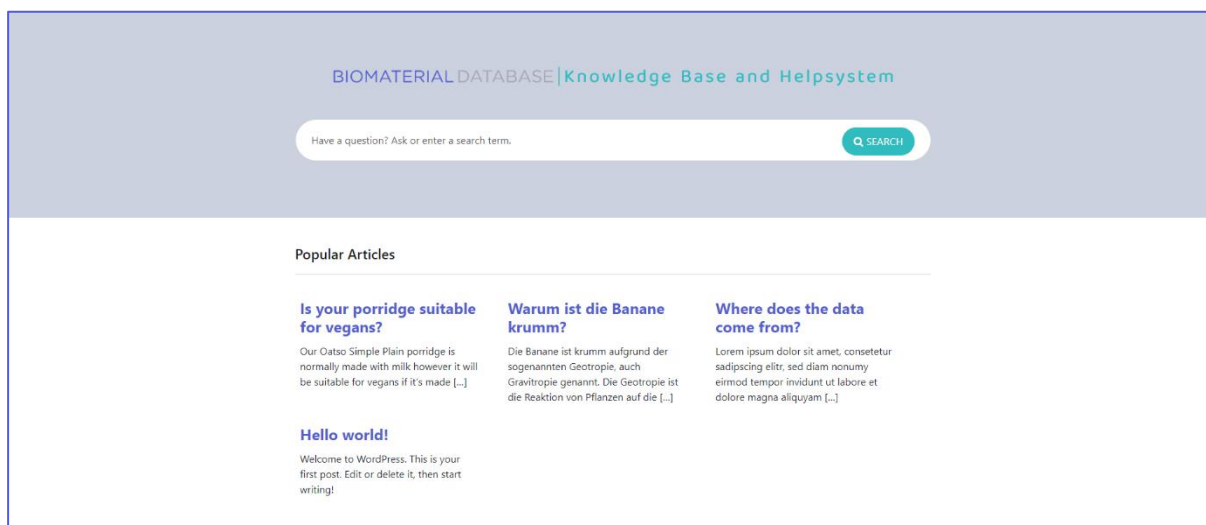 BIOMATERIAL DATABASE|Knowledge Base and Helpsystem
Have a question? Ask or enter a search term.
SEARCH
Popular Articles
Is your porridge suitable
for vegans?
Our Oatso Simple Plain porridge is
normally made with milk however it will
be suitable for vegans if it's made [...]
Warum ist die Banane
krumm?
Die Banane ist krumm aufgrund der
sogenannten Geotropie, auch
Gravitropie genannt. Die Geotropie ist
die Reaktion von Pflanzen auf die [...]
Where does the data
come from?
Lorem ipsum dolor sit amet, consetetur
sadipscing elitr, sed diam nonumy
eirmod tempor invidunt ut labore et
dolore magna aliquyam [...]
Hello world!
Welcome to WordPress. This is your
first post. Edit or delete it, then start
writing!